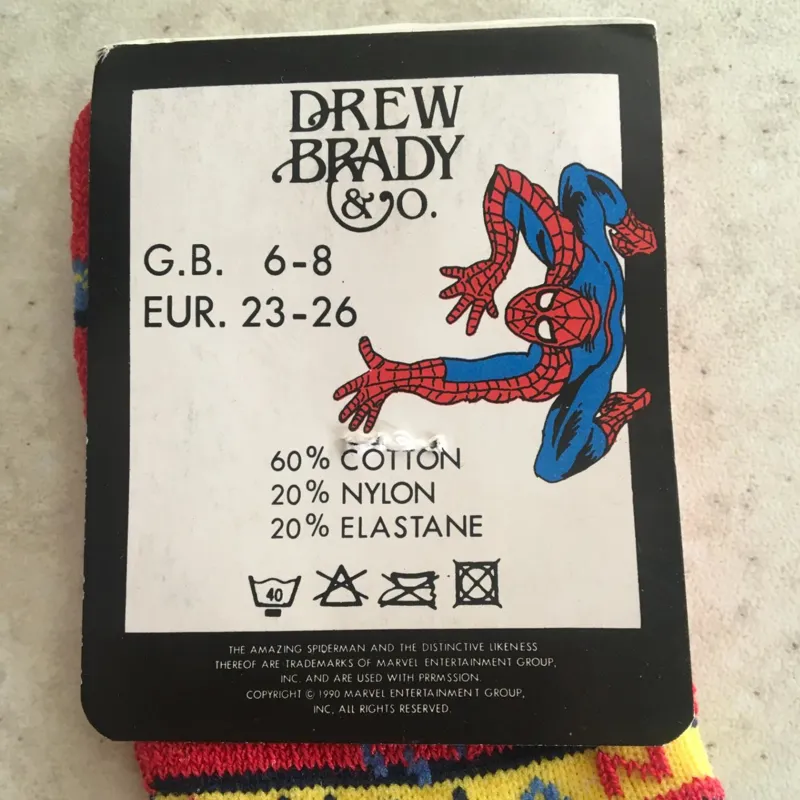 DREW
BRADY
& O.
G.B. 6-8
EUR. 23-26
60% COTTON
20% NYLON
20% ELASTANE
40
THE AMAZING SPIDERMAN AND THE DISTINCTIVE LIKENESS
THEREOF ARE TRADEMARKS OF MARVEL ENTERTAINMENT GROUP,
INC. AND ARE USED WITH PRRMSSION.
COPYRIGHT © 1990 MARVEL ENTERTAINMENT GROUP,
INC, ALL RIGHTS RESERVED.